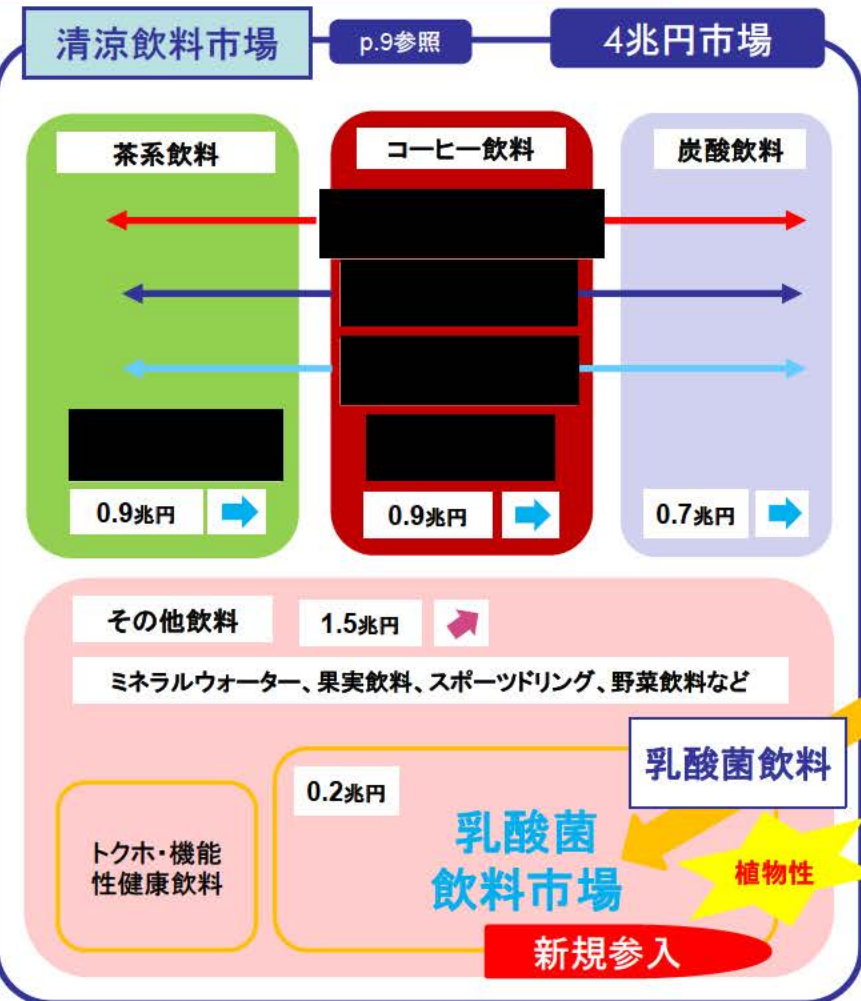 清涼飲料市場
p.9参照
4兆円市場
茶系飲料
コーヒー飲料
炭酸飲料
0.9兆円
0.9兆円
0.7兆円
その他飲料
1.5兆円
ミネラルウォーター、果実飲料、スポーツドリング、野菜飲料など
乳酸菌飲料
0.2兆円
トクホ・機能
性健康飲料
乳酸菌
飲料市場
植物性
新規参入